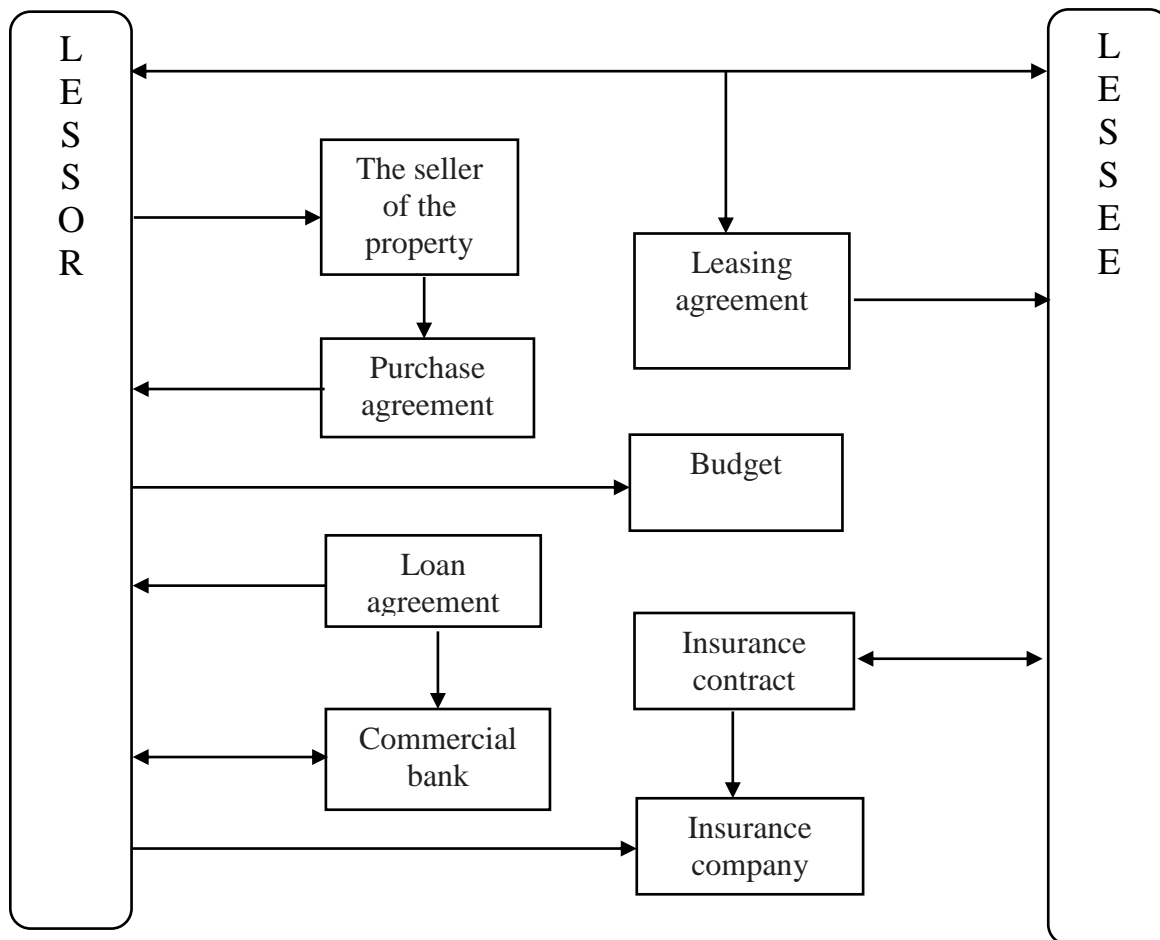 L
E
S
S
O
R
L
E
S
S
E
E
The seller
of the
property
Leasing
agreement
Purchase
agreement
Budget
Loan
agreement
Insurance
contract
Commercial
bank
Insurance
company